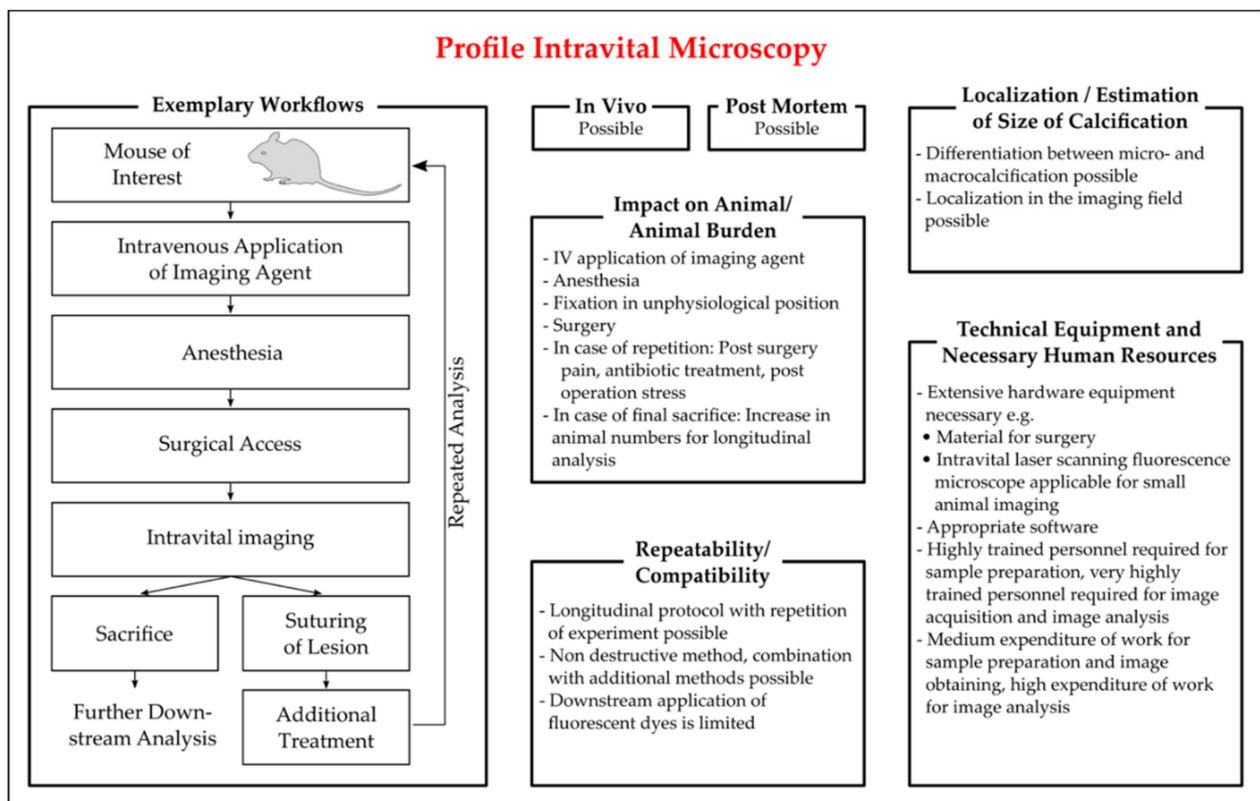 Profile Intravital Microscopy
Exemplary Workflows
Mouse of
Interest
Intravenous Application
of Imaging Agent
Anesthesia
Surgical Access
Intravital imaging
Sacrifice
Suturing
of Lesion
Further Down-
stream Analysis
Additional
Treatment
Repeated Analysis
In Vivo
Possible
Post Mortem
Possible
Impact on Animal/
Animal Burden
- IV application of imaging agent
- Anesthesia
- Fixation in unphysiological position
- Surgery
- In case of repetition: Post surgery
pain, antibiotic treatment, post
operation stress
- In case of final sacrifice: Increase in
animal numbers for longitudinal
analysis
Repeatability/
Compatibility
- Longitudinal protocol with repetition
of experiment possible
- Non destructive method, combination
with additional methods possible
- Downstream application of
fluorescent dyes is limited
Localization / Estimation
of Size of Calcification
- Differentiation between micro- and
macrocalcification possible
- Localization in the imaging field
possible
Technical Equipment and
Necessary Human Resources
- Extensive hardware equipment
necessary e.g.
• Material for surgery
• Intravital laser scanning fluorescence
microscope applicable for small
animal imaging
- Appropriate software
- Highly trained personnel required for
sample preparation, very highly
trained personnel required for image
acquisition and image analysis
- Medium expenditure of work for
sample preparation and image
obtaining, high expenditure of work
for image analysis